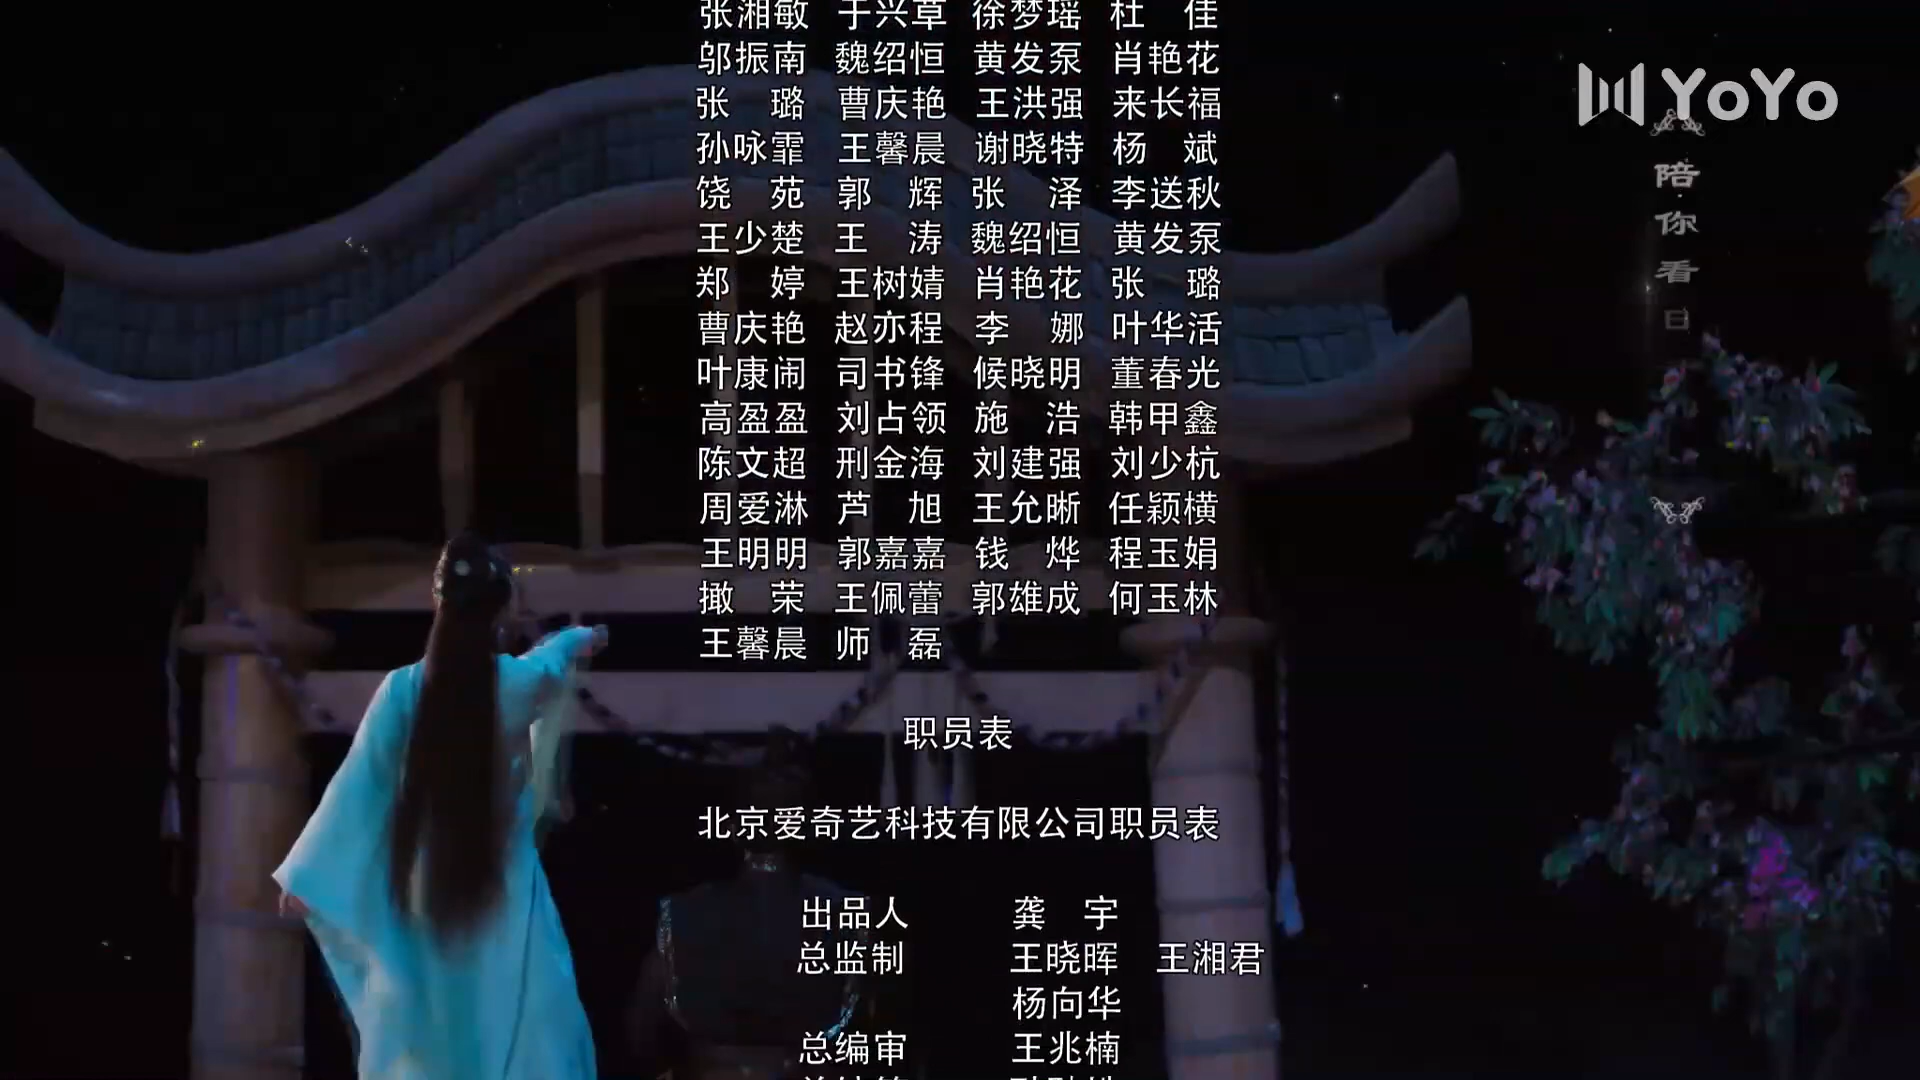 张湘敏 于兴草 徐梦瑶 杜 佳
邬振南 魏绍恒 黄发泵 肖艳花
张 璐 曹庆艳 王洪强 来长福
孙咏霏 王馨晨 谢晓特 杨 斌
饶 苑 郭 辉 张 泽 李送秋
王少楚 王 涛 魏绍恒 黄发泵
郑 婷 王树婧 肖艳花 张 璐
曹庆艳 赵亦程 李 娜 叶华活
叶康闹 司书锋 候晓明 董春光
高盈盈 刘占领 施 浩 韩甲鑫
陈文超 刑金海 刘建强 刘少杭
周爱淋 芦 旭 王允晰 任颖横
王明明 郭嘉嘉 钱 烨 程玉娟
撖 荣 王佩蕾 郭雄成 何玉林
王馨晨 师 磊
职员表
北京爱奇艺科技有限公司职员表
出品人 龚 宇
总监制 王晓晖 王湘君
杨向华
总编审 王兆楠
YoYo
陪你看日